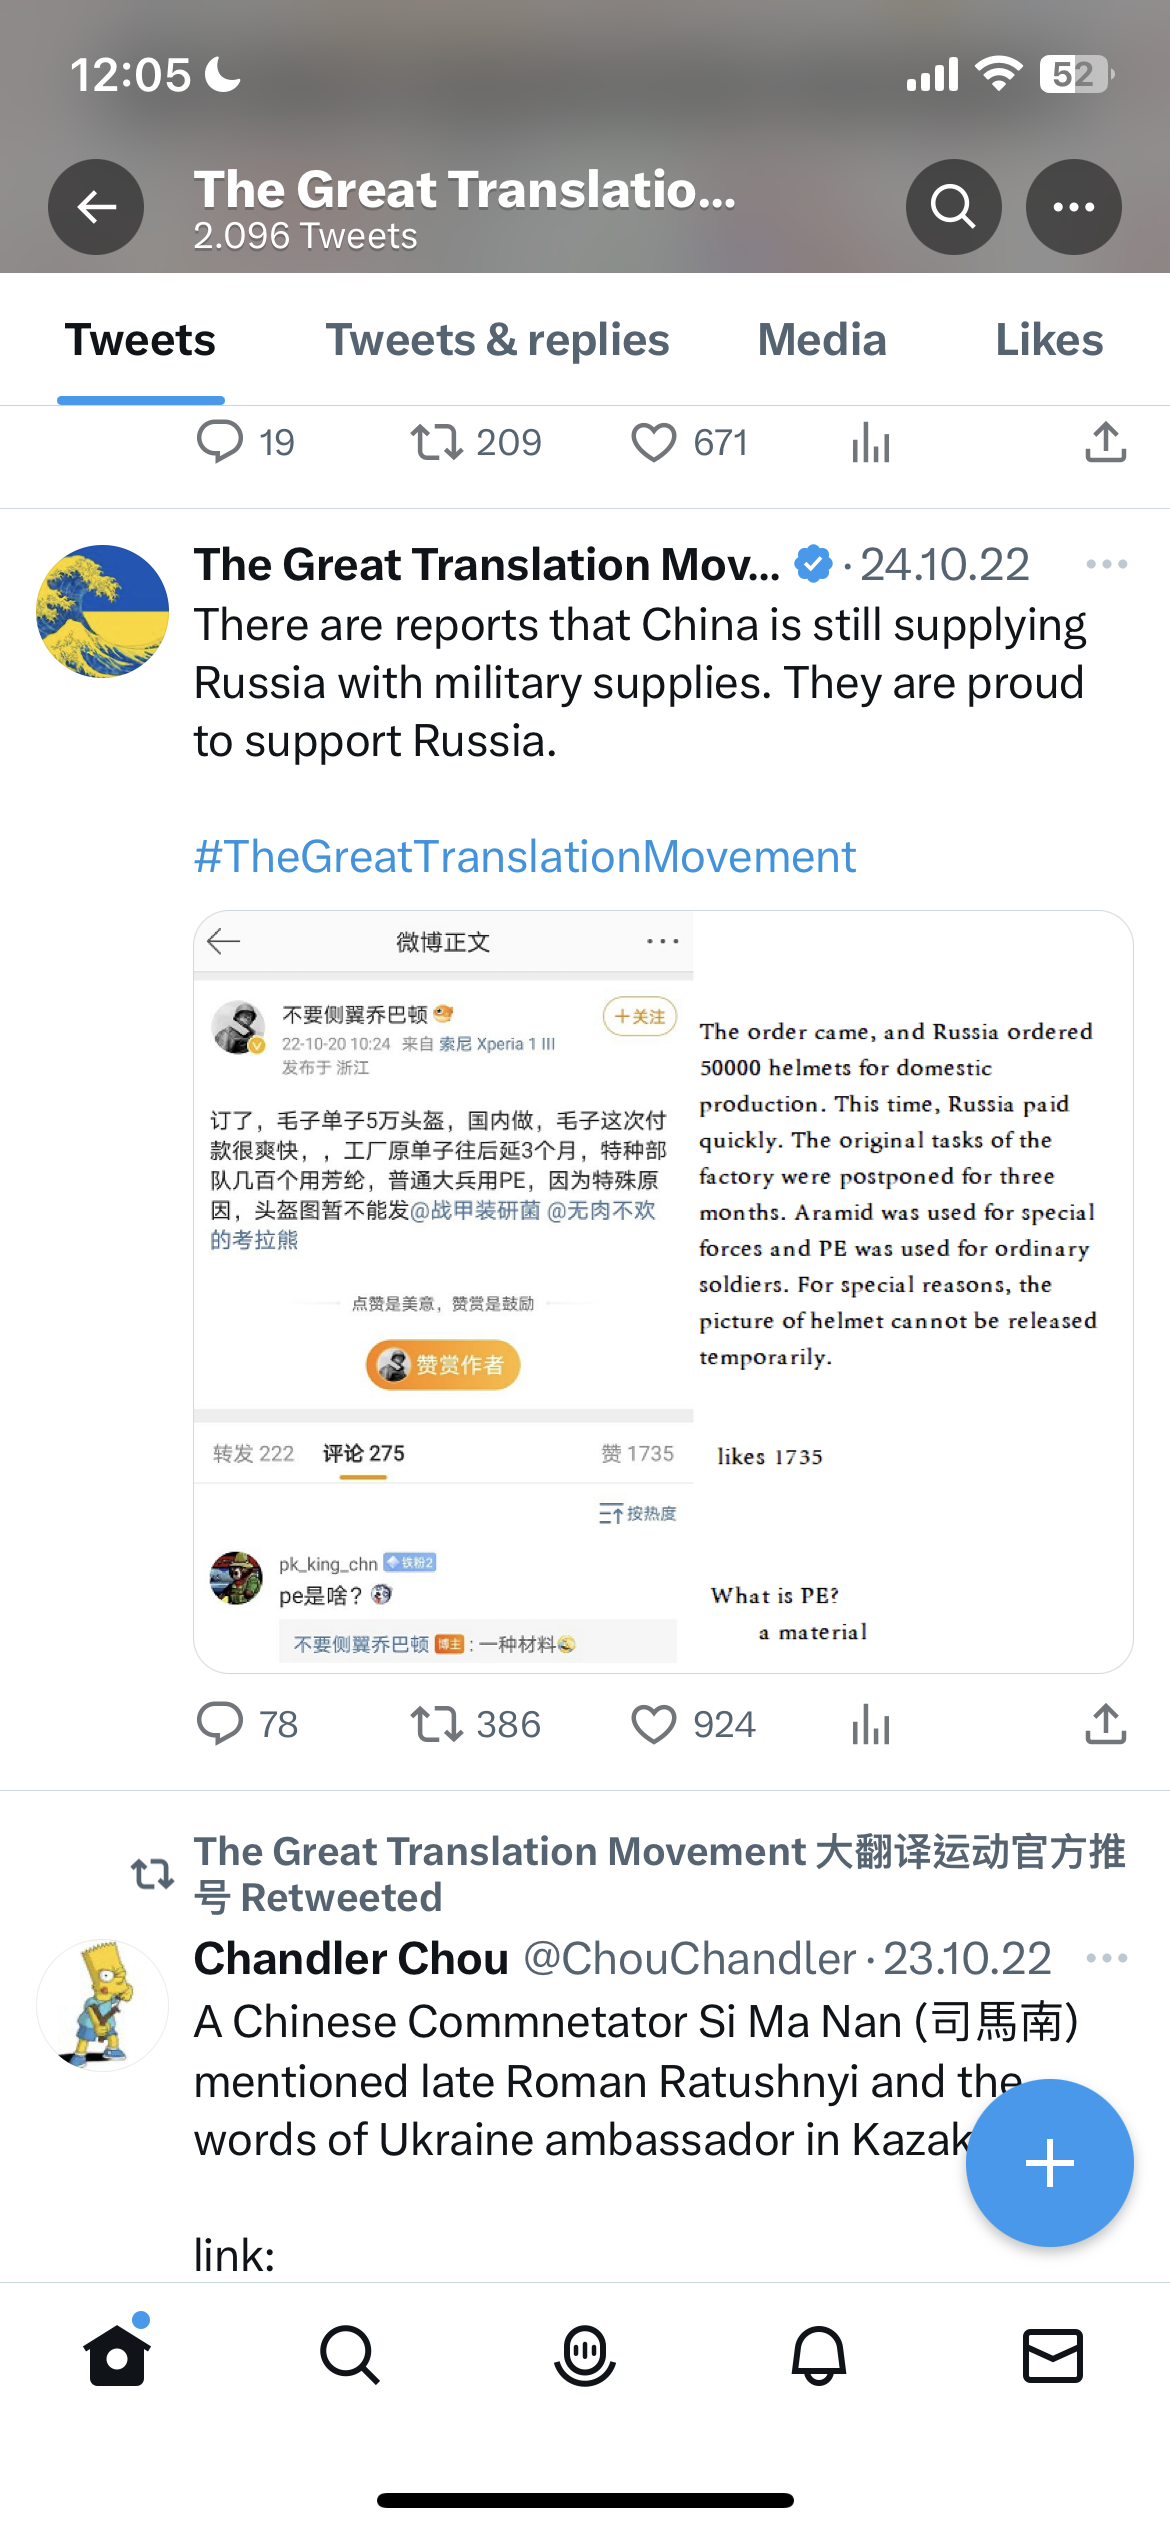 12:05
52
The Great Translatio...
2.096 Tweets
Tweets
Tweets & replies
Media
Likes
19
209
671
The Great Translation Mov... · 24.10.22
There are reports that China is still supplying
Russia with military supplies. They are proud
to support Russia.
#TheGreatTranslationMovement
微博正文
不要侧翼乔巴顿
+关注
22-10-20 10:24 来自 索尼 Xperia 1 III
发布于 浙江
订了，毛子单子5万头盔，国内做，毛子这次付
款很爽快，，工厂原单子往后延3个月，特种部
队几百个用芳纶，普通大兵用PE，因为特殊原
因，头盔图暂不能发@战甲装研菌 @无肉不欢
的考拉熊
点赞是美意，赞赏是鼓励
赞赏作者
转发 222
评论 275
赞 1735
按热度
pk_king_chn 铁粉2
pe是啥？
不要侧翼乔巴顿 博主：一种材料
The order came, and Russia ordered
50000 helmets for domestic
production. This time, Russia paid
quickly. The original tasks of the
factory were postponed for three
months. Aramid was used for special
forces and PE was used for ordinary
soldiers. For special reasons, the
picture of helmet cannot be released
temporarily.
likes 1735
What is PE?
a material
78
386
924
The Great Translation Movement 大翻译运动官方推
号 Retweeted
Chandler Chou @ChouChandler · 23.10.22
A Chinese Commnetator Si Ma Nan (司馬南)
mentioned late Roman Ratushnyi and the
words of Ukraine ambassador in Kazak
link: